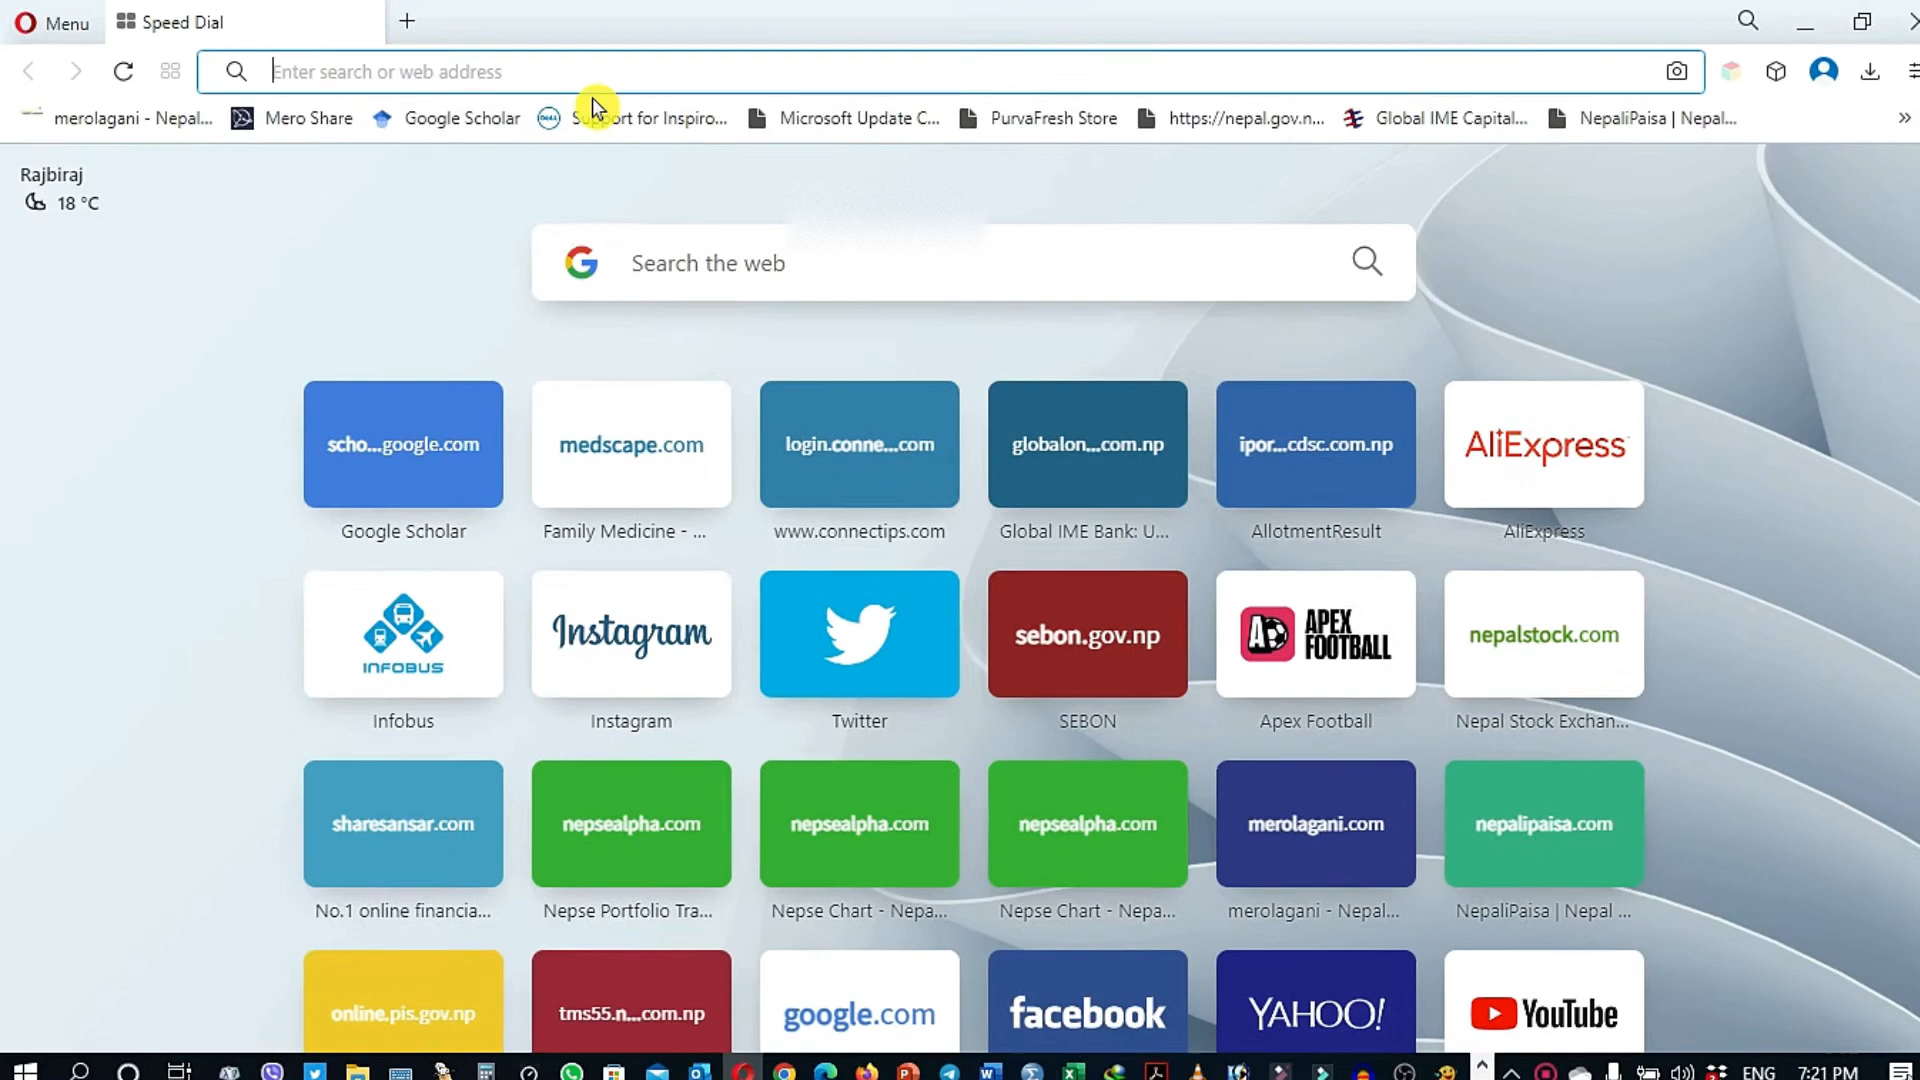 Menu
Speed Dial
Enter search or web address
merolagani - Nepal...
Mero Share
Google Scholar
DELL
Support for Inspiro...
Microsoft Update C...
PurvaFresh Store
https://nepal.gov.n...
Global IME Capital...
NepaliPaisa | Nepal...
Rajbiraj
18 °C
Search the web
scho...google.com
medscape.com
login.conne...com
globalon...com.np
ipor...cdsc.com.np
AliExpress
Google Scholar
Family Medicine - ...
www.connectips.com
Global IME Bank: U...
AllotmentResult
AliExpress
INFOBUS
Instagram
sebon.gov.np
APEX
FOOTBALL
nepalstock.com
Infobus
Instagram
Twitter
SEBON
Apex Football
Nepal Stock Exchan...
sharesansar.com
nepsealpha.com
nepsealpha.com
nepsealpha.com
merolagani.com
nepalipaisa.com
No.1 online financia...
Nepse Portfolio Tra...
Nepse Chart - Nepa...
Nepse Chart - Nepa...
merolagani - Nepal...
NepaliPaisa | Nepal ...
online.pis.gov.np
tms55.n...com.np
google.com
facebook
YAHOO!
YouTube
ENG
7:21 PM